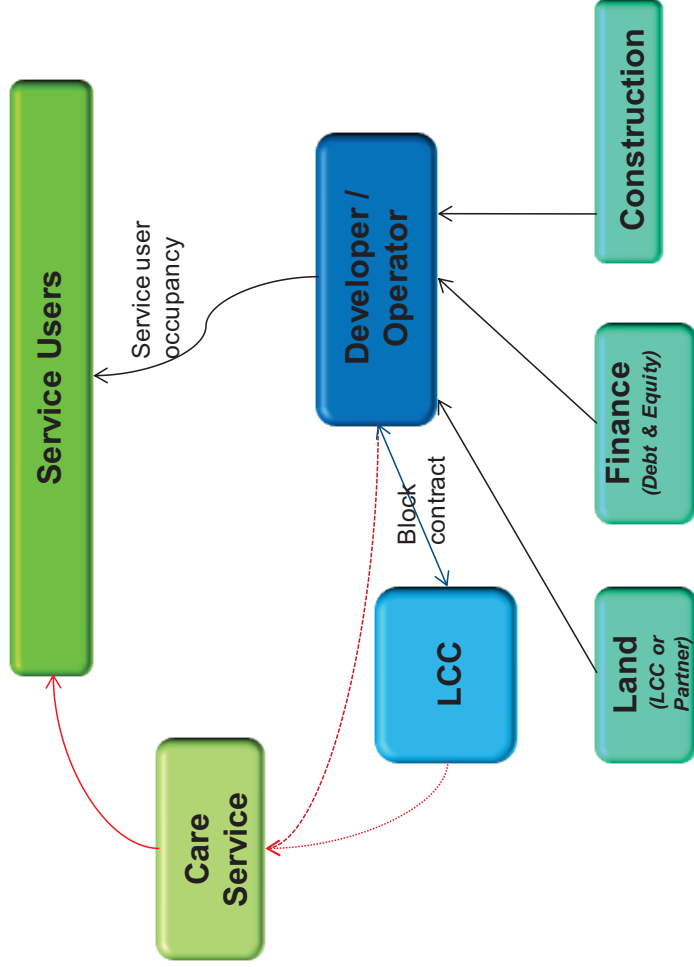 Service Users
Service user
occupancy
Care
Service
Developer /
Operator
Block
contract
LCC
Land
(LCC or
Partner)
Finance
(Debt & Equity)
Construction